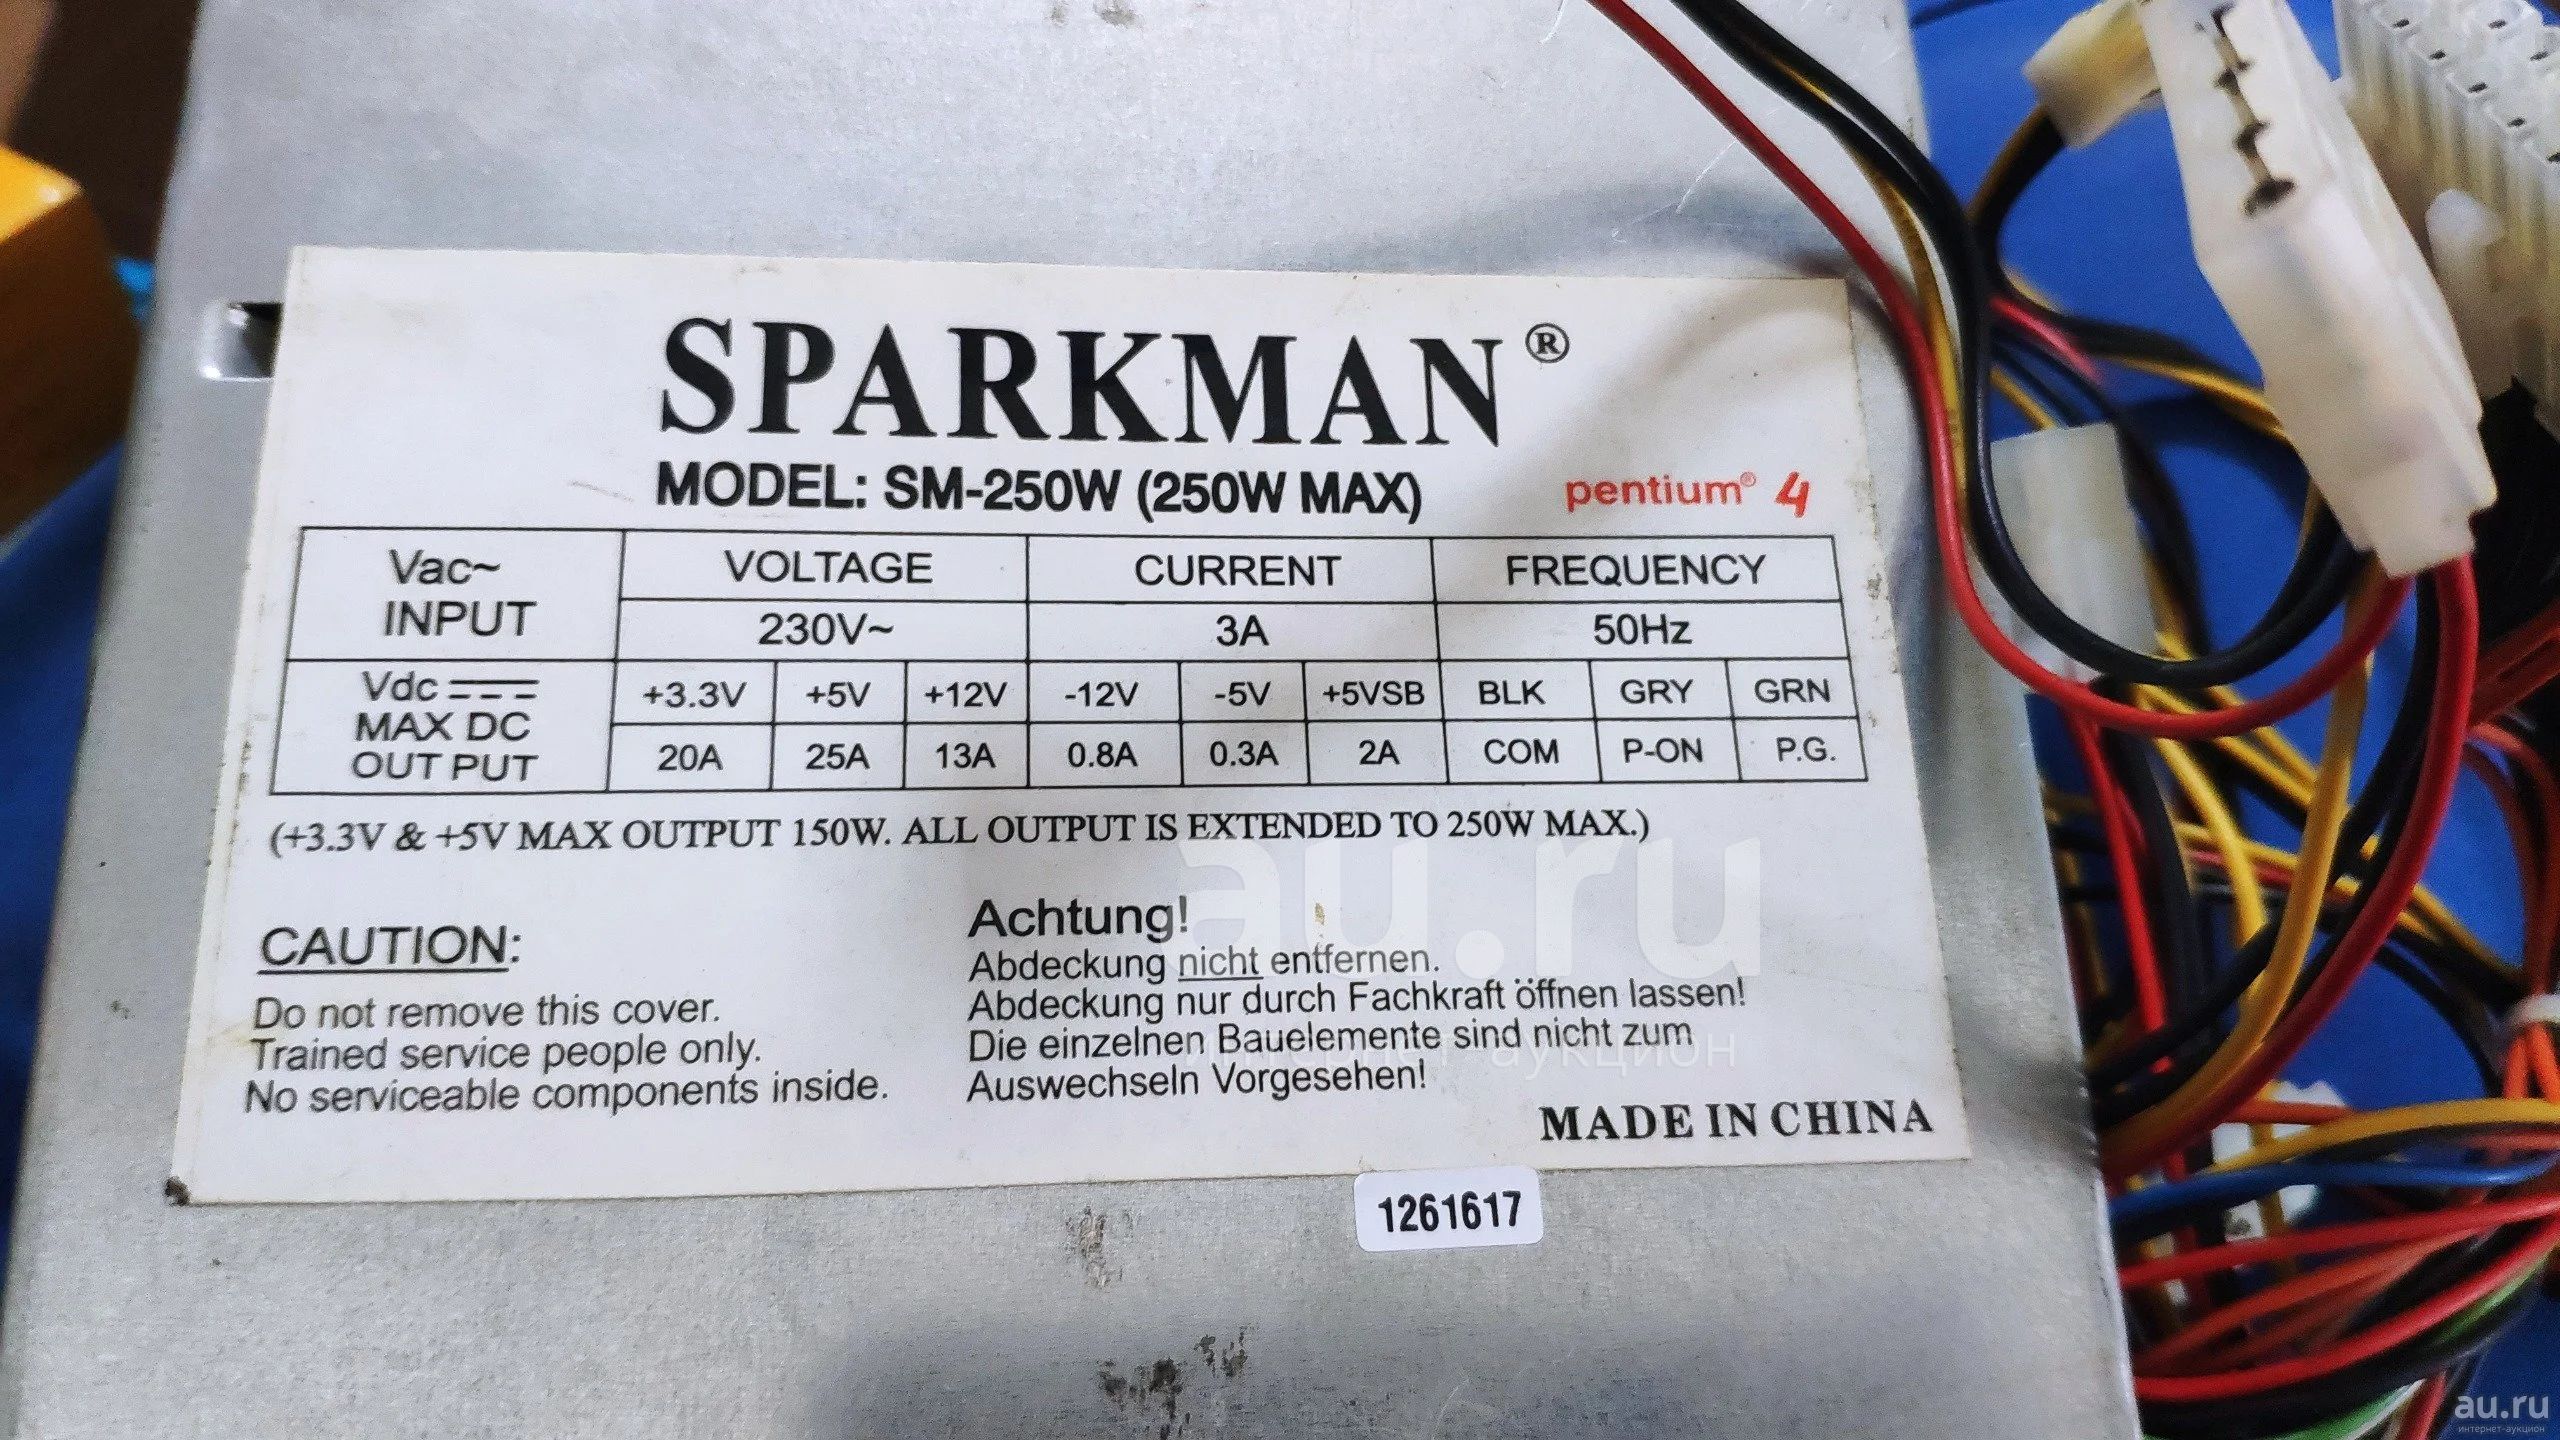 SPARKMAN®
MODEL: SM-250W (250W MAX)
pentium® 4
Vac~ INPUT VOLTAGE CURRENT FREQUENCY
230V~ 3A 50Hz
Vdc MAX DC OUT PUT +3.3V +5V +12V -12V -5V +5VSB BLK GRY GRN
20A 25A 13A 0.8A 0.3A 2A COM P-ON P.G.
(+3.3V & +5V MAX OUTPUT 150W. ALL OUTPUT IS EXTENDED TO 250W MAX.)
CAUTION:
Do not remove this cover.
Trained service people only.
No serviceable components inside.
Achtung!
Abdeckung nicht entfernen.
Abdeckung nur durch Fachkraft öffnen lassen!
Die einzelnen Bauelemente sind nicht zum
Auswechseln Vorgesehen!
MADE IN CHINA
1261617
au.ru
интернет-аукцион
au.ru
интернет-аукцион